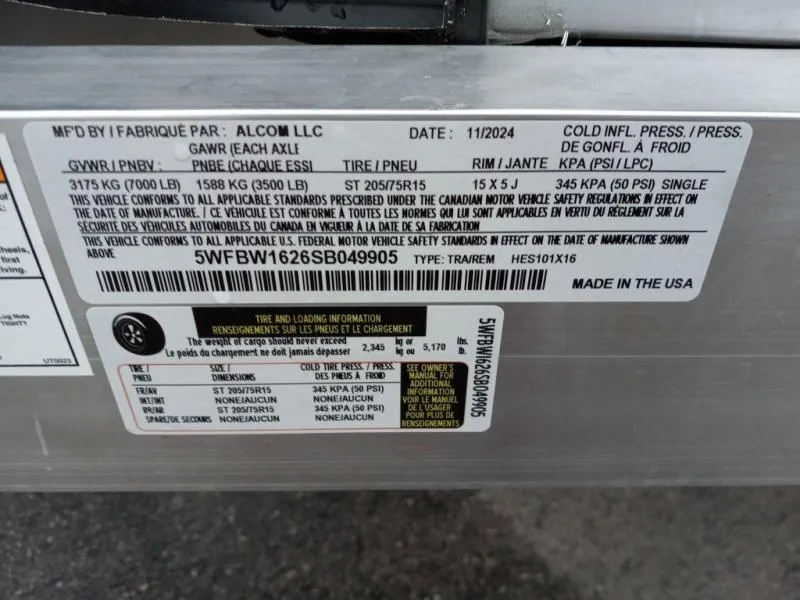 MF'D BY / FABRIQUÉ PAR : ALCOM LLC DATE : 11/2024 COLD INFL. PRESS. / PRESS.
GAWR (EACH AXLE DE GONFL. À FROID
GVWR / PNBV : PNBE (CHAQUE ESSI TIRE / PNEU RIM / JANTE KPA (PSI / LPC)
3175 KG (7000 LB) 1588 KG (3500 LB) ST 205/75R15 15 X 5 J 345 KPA (50 PSI) SINGLE
THIS VEHICLE CONFORMS TO ALL APPLICABLE STANDARDS PRESCRIBED UNDER THE CANADIAN MOTOR VEHICLE SAFETY REGULATIONS IN EFFECT ON
THE DATE OF MANUFACTURE. / CE VÉHICULE EST CONFORME À TOUTES LES NORMES QUI LUI SONT APPLICABLES EN VERTU DU RÈGLEMENT SUR LA
SÉCURITÉ DES VÉHICULES AUTOMOBILES DU CANADA EN VIGUEUR À LA DATE DE SA FABRICATION
THIS VEHICLE CONFORMS TO ALL APPLICABLE U.S. FEDERAL MOTOR VEHICLE SAFETY STANDARDS IN EFFECT ON THE DATE OF MANUFACTURE SHOWN
ABOVE 5WFBW1626SB049905 TYPE: TRA/REM HES101X16
MADE IN THE USA
of
heels,
first
riving.
Lug Nuts
TIGHT?
UT0023
TIRE AND LOADING INFORMATION
RENSEIGNEMENTS SUR LES PNEUS ET LE CHARGEMENT
The weight of cargo should never exceed 2,345 kg or 5,170 lbs.
Le poids du chargement ne doit jamais dépasser kg ou lb.
TIRE / SIZE / COLD TIRE PRESS. / PRESS.
PNEU DIMENSIONS DES PNEUS À FROID
FR/AV ST 205/75R15 345 KPA (50 PSI)
INT/INT NONE/AUCUN NONE/AUCUN
RR/AR ST 205/75R15 345 KPA (50 PSI)
SPARE/DE SECOURS NONE/AUCUN NONE/AUCUN
SEE OWNER'S
MANUAL FOR
ADDITIONAL
INFORMATION
VOIR LE MANUEL
DE L'USAGER
POUR PLUS DE
RENSEIGNEMENTS
5WFBW1626SB049905